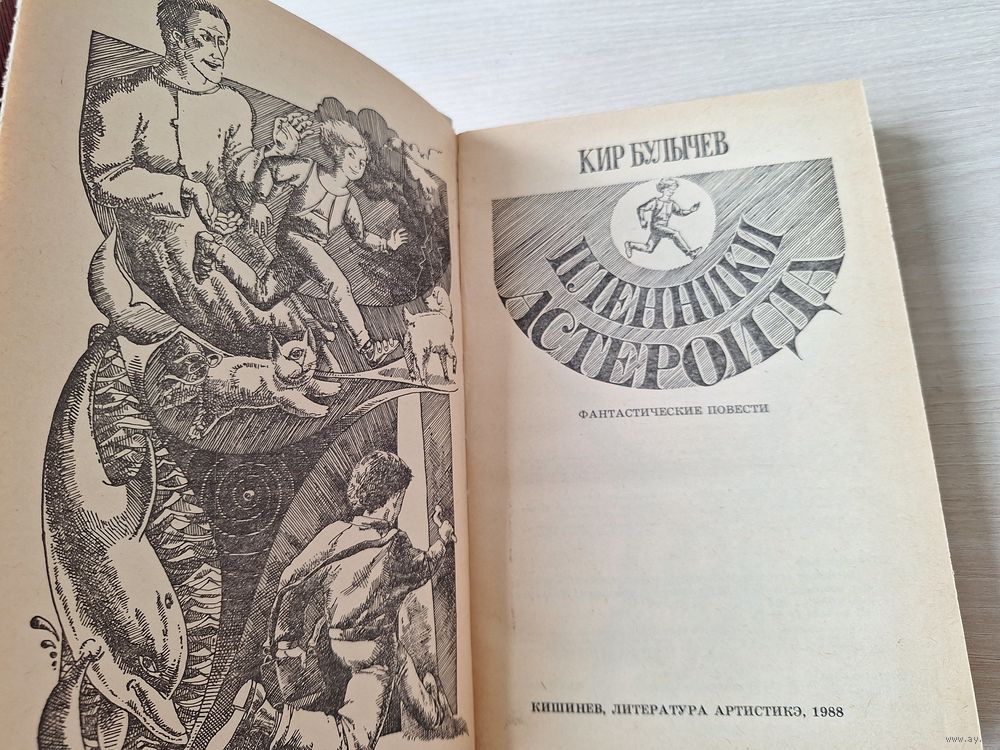 КИР БУЛЫЧЕВ
ПЛЕННИКИ
АСТЕРОИДА
ФАНТАСТИЧЕСКИЕ ПОВЕСТИ
КИШИНЕВ, ЛИТЕРАТУРА АРТИСТИКЭ, 1988